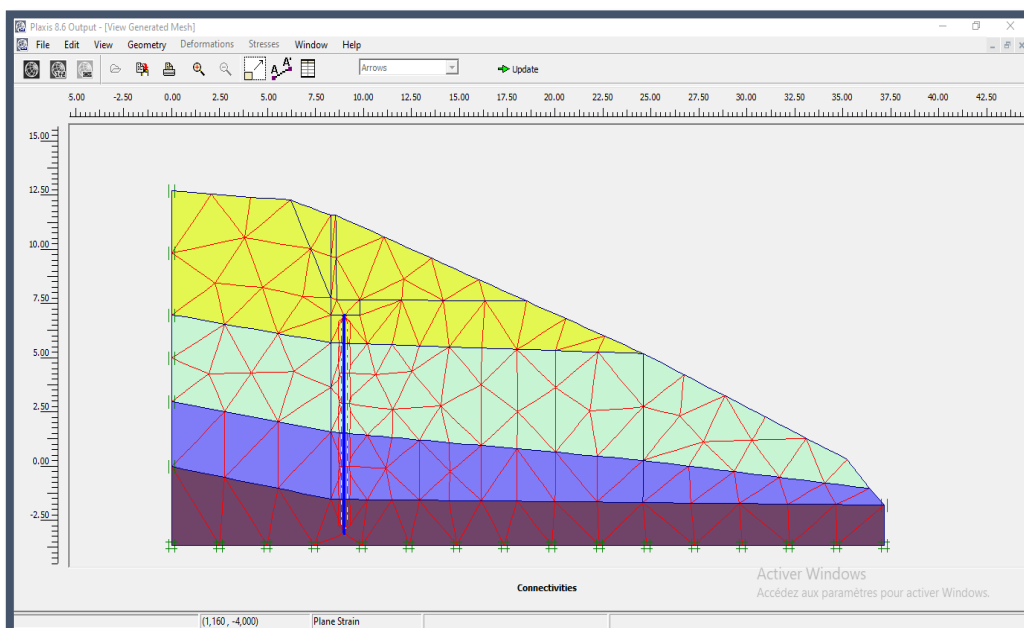 Plaxis 8.6 Output - [View Generated Mesh]
File Edit View Geometry Deformations Stresses Window Help
A A' Arrows Update
5.00 -2.50 0.00 2.50 5.00 7.50 10.00 12.50 15.00 17.50 20.00 22.50 25.00 27.50 30.00 32.50 35.00 37.50 40.00 42.50
15.00
12.50
10.00
7.50
5.00
2.50
0.00
-2.50
Connectivities
Activer Windows
Accédez aux paramètres pour activer Windows.
(1,160 , -4,000) Plane Strain